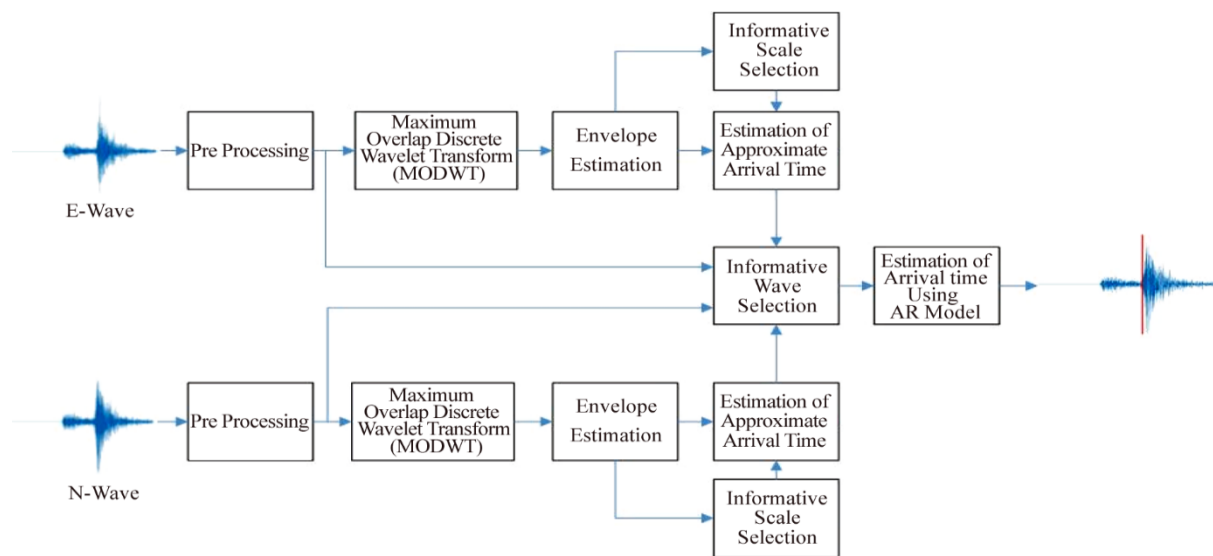 Informative
Scale
Selection
Pre Processing
Maximum
Overlap Discrete
Wavelet Transform
(MODWT)
Envelope
Estimation
Estimation of
Approximate
Arrival Time
E-Wave
Informative
Wave
Selection
Estimation of
Arrival time
Using
AR Model
Pre Processing
Maximum
Overlap Discrete
Wavelet Transform
(MODWT)
Envelope
Estimation
Estimation of
Approximate
Arrival Time
N-Wave
Informative
Scale
Selection